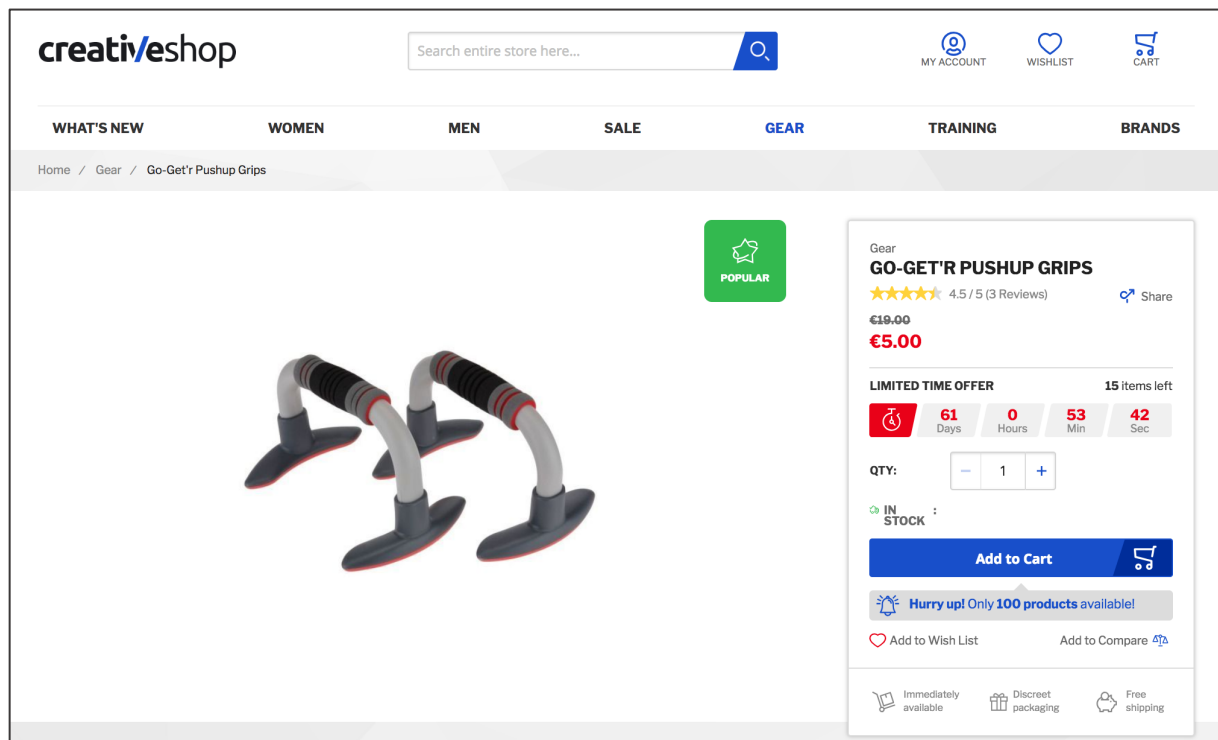 creativeshop
Search entire store here...
MY ACCOUNT
WISHLIST
CART
WHAT'S NEW WOMEN MEN SALE GEAR TRAINING BRANDS
Home / Gear / Go-Get'r Pushup Grips
POPULAR
Gear
GO-GET'R PUSHUP GRIPS
4.5 / 5 (3 Reviews) Share
€19.00
€5.00
LIMITED TIME OFFER 15 items left
61 0 53 42
Days Hours Min Sec
QTY: − 1 +
IN :
STOCK
Add to Cart
Hurry up! Only 100 products available!
Add to Wish List Add to Compare
Immediately
available
Discreet
packaging
Free
shipping